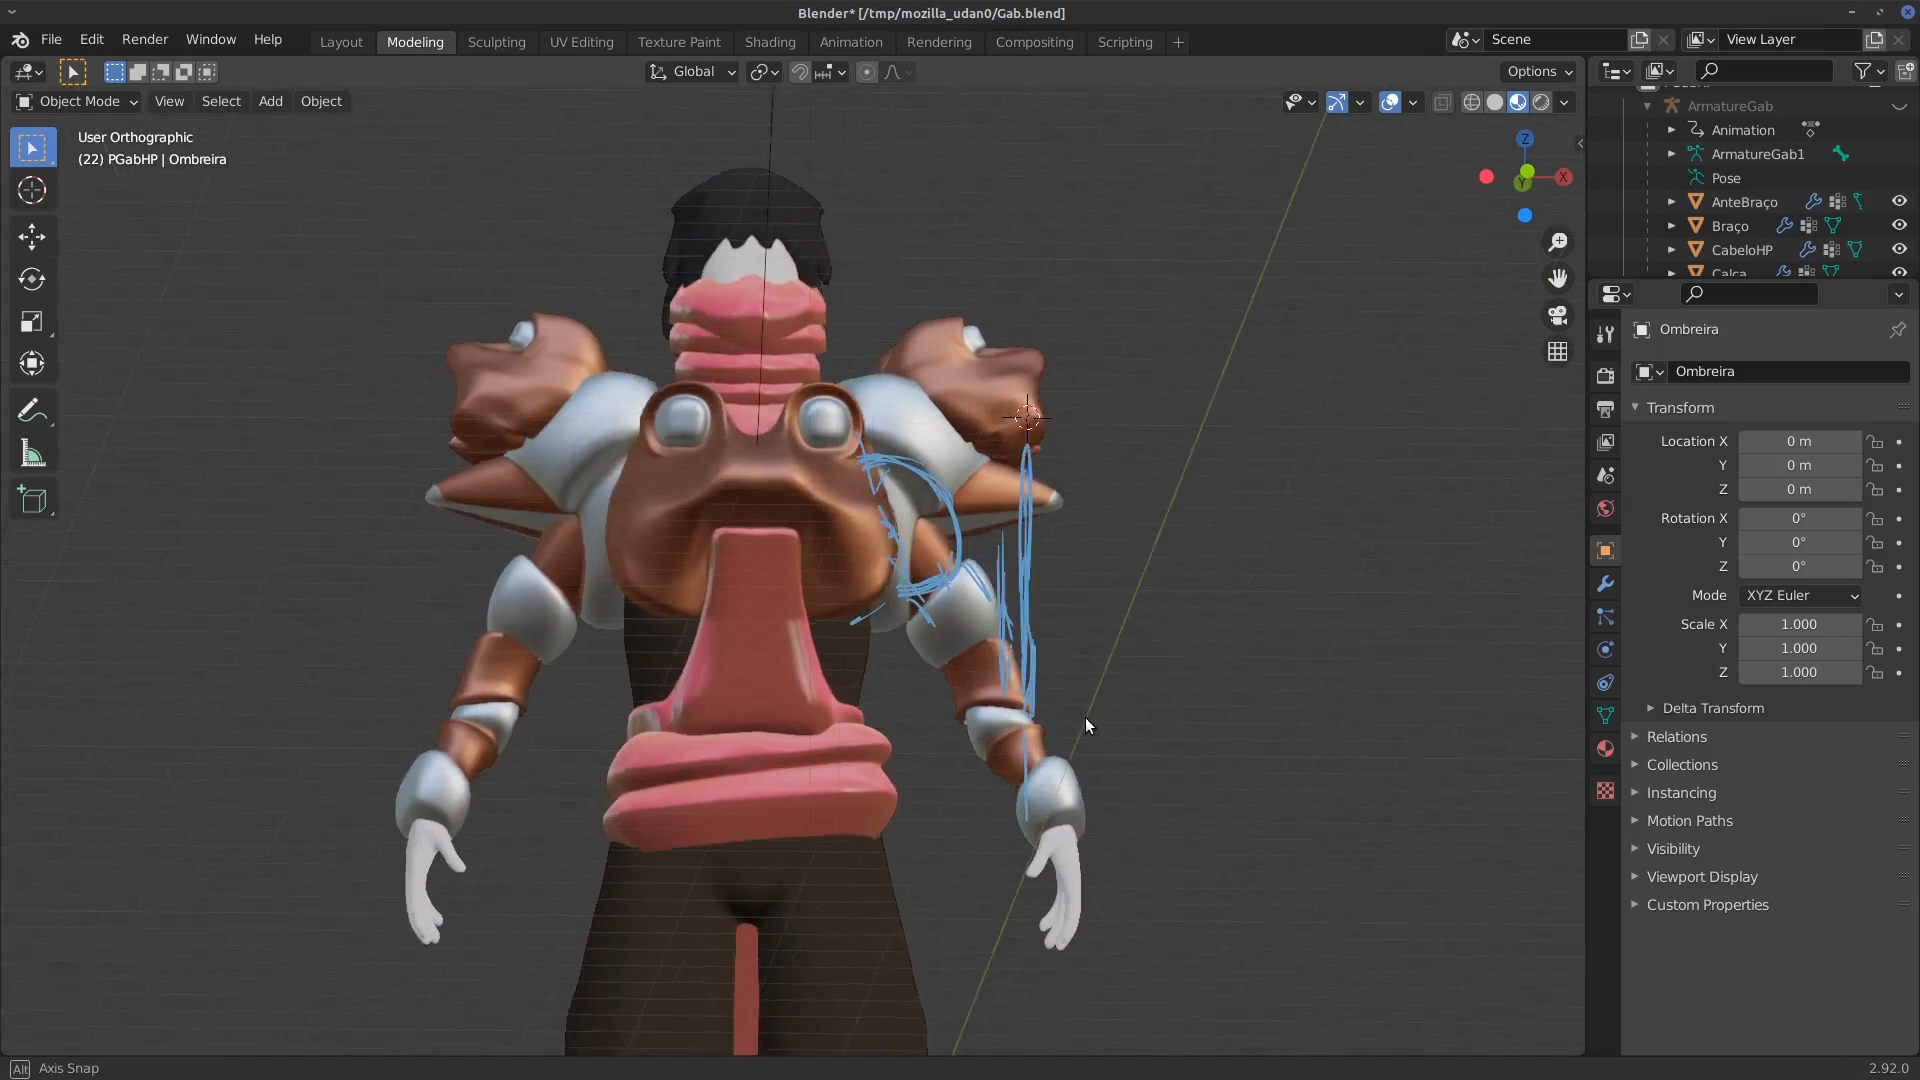 Blender* [/tmp/mozilla_udan0/Gab.blend]
File Edit Render Window Help
Layout Modeling Sculpting UV Editing Texture Paint Shading Animation Rendering Compositing Scripting
Scene
View Layer
Global
Options
Object Mode View Select Add Object
User Orthographic
(22) PGabHP | Ombreira
Z
X
Y
ArmatureGab
Animation
ArmatureGab1
Pose
AnteBraço
Braço
CabeloHP
Calça
Ombreira
Ombreira
Transform
Location X 0 m
Y 0 m
Z 0 m
Rotation X 0°
Y 0°
Z 0°
Mode XYZ Euler
Scale X 1.000
Y 1.000
Z 1.000
Delta Transform
Relations
Collections
Instancing
Motion Paths
Visibility
Viewport Display
Custom Properties
Alt Axis Snap
2.92.0